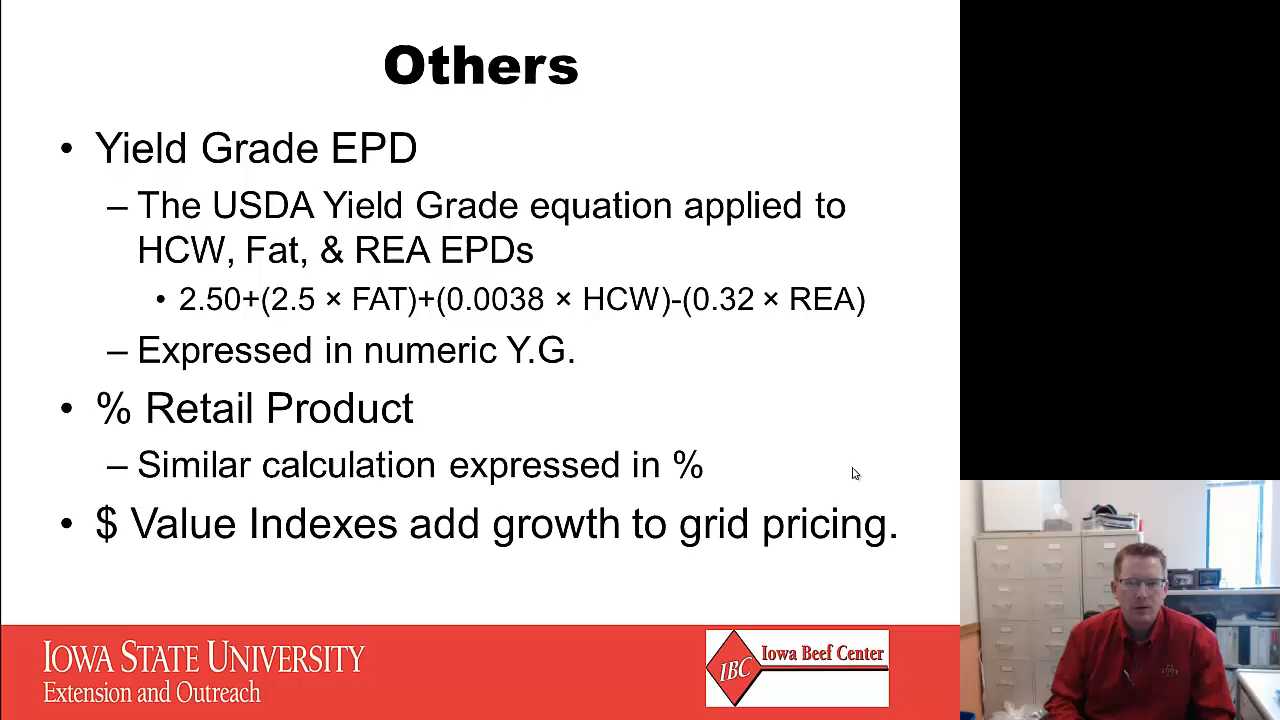 Others
• Yield Grade EPD
– The USDA Yield Grade equation applied to
HCW, Fat, & REA EPDs
• 2.50+(2.5 × FAT)+(0.0038 × HCW)-(0.32 × REA)
– Expressed in numeric Y.G.
• % Retail Product
– Similar calculation expressed in %
• $ Value Indexes add growth to grid pricing.
IOWA STATE UNIVERSITY
Extension and Outreach
IBC
Iowa Beef Center